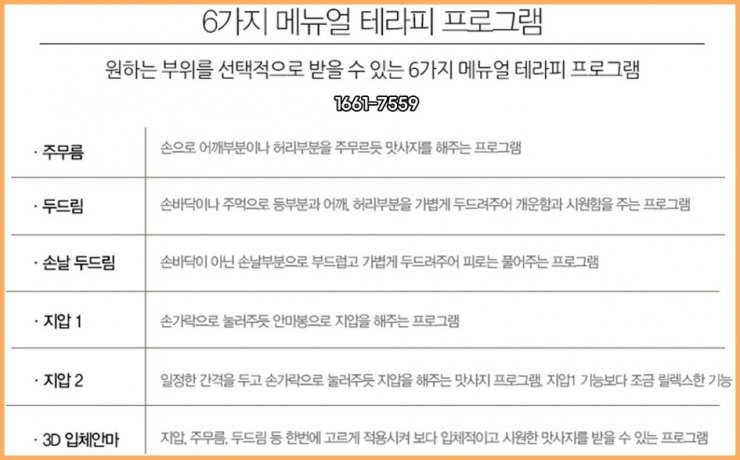 6가지 메뉴얼 테라피 프로그램
원하는 부위를 선택적으로 받을 수 있는 6가지 메뉴얼 테라피 프로그램
1661-7559
· 주무름 손으로 어깨부분이나 허리부분을 주무르듯 맛사지를 해주는 프로그램
· 두드림 손바닥이나 주먹으로 등부분과 어깨, 허리부분을 가볍게 두드려주어 개운함과 시원함을 주는 프로그램
· 손날 두드림 손바닥이 아닌 손날부분으로 부드럽고 가볍게 두드려주어 피로는 풀어주는 프로그램
· 지압 1 손가락으로 눌러주듯 안마봉으로 지압을 해주는 프로그램
· 지압 2 일정한 간격을 두고 손가락으로 눌러주듯 지압을 해주는 맛사지 프로그램, 지압1 기능보다 조금 릴렉스한 기능
· 3D 입체안마 지압, 주무름, 두드림 등 한번에 고르게 적용시켜 보다 입체적이고 시원한 맛사지를 받을 수 있는 프로그램